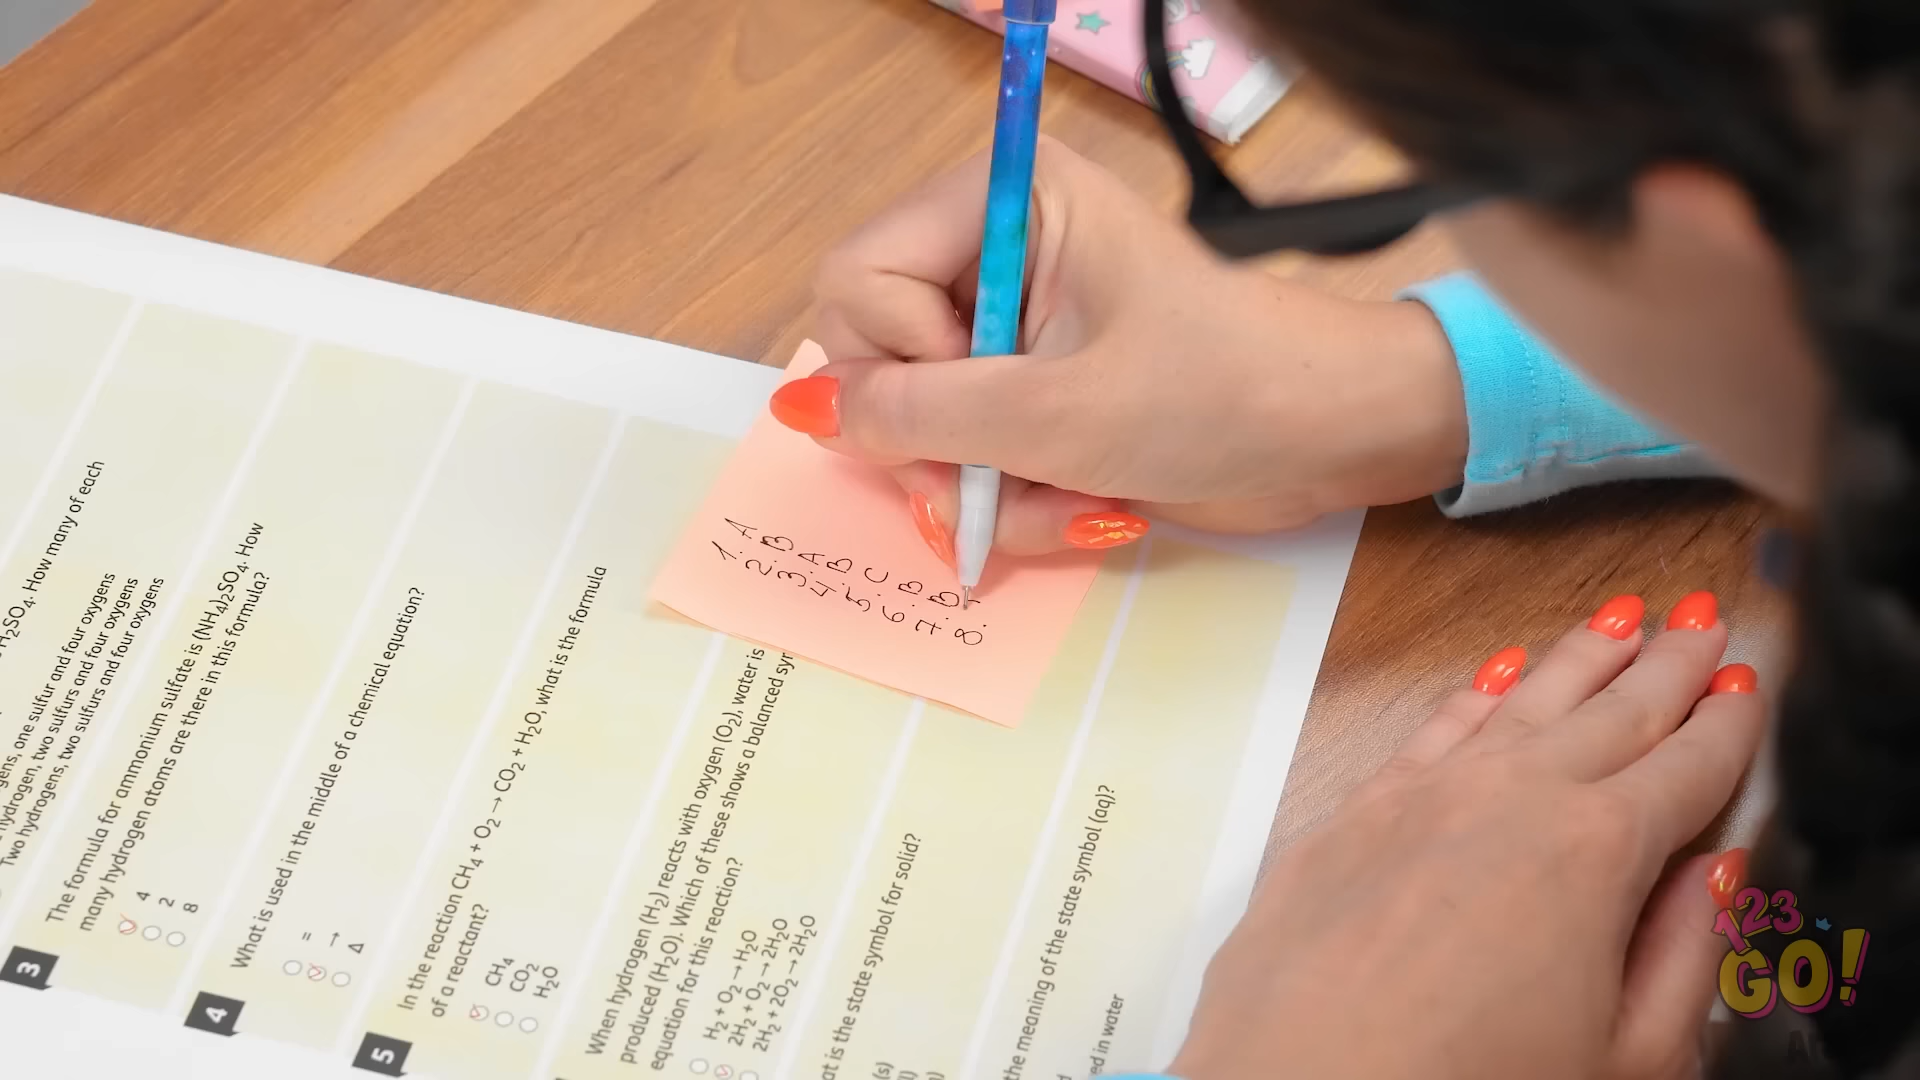 H₂SO₄. How many of each
gens, one sulfur and four oxygens
hydrogen, two sulfurs and four oxygens
Two hydrogens, two sulfurs and four oxygens
3
The formula for ammonium sulfate is (NH₄)₂SO₄. How
many hydrogen atoms are there in this formula?
4
2
8
4
What is used in the middle of a chemical equation?
=
→
Δ
5
In the reaction CH₄ + O₂ → CO₂ + H₂O, what is the formula
of a reactant?
CH₄
CO₂
H₂O
When hydrogen (H₂) reacts with oxygen (O₂), water is
produced (H₂O). Which of these shows a balanced syr
equation for this reaction?
H₂ + O₂ → H₂O
2H₂ + O₂ → 2H₂O
2H₂ + 2O₂ → 2H₂O
at is the state symbol for solid?
(s)
the meaning of the state symbol (aq)?
ed in water
1. A
2. B
3. A
4. B
5. C
6. B
7. B
8.
123
GO!